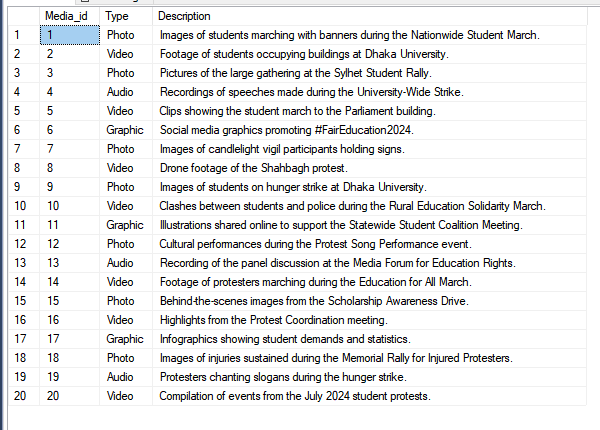 Media_id Type Description
1 1 Photo Images of students marching with banners during the Nationwide Student March.
2 2 Video Footage of students occupying buildings at Dhaka University.
3 3 Photo Pictures of the large gathering at the Sylhet Student Rally.
4 4 Audio Recordings of speeches made during the University-Wide Strike.
5 5 Video Clips showing the student march to the Parliament building.
6 6 Graphic Social media graphics promoting #FairEducation2024.
7 7 Photo Images of candlelight vigil participants holding signs.
8 8 Video Drone footage of the Shahbagh protest.
9 9 Photo Images of students on hunger strike at Dhaka University.
10 10 Video Clashes between students and police during the Rural Education Solidarity March.
11 11 Graphic Illustrations shared online to support the Statewide Student Coalition Meeting.
12 12 Photo Cultural performances during the Protest Song Performance event.
13 13 Audio Recording of the panel discussion at the Media Forum for Education Rights.
14 14 Video Footage of protesters marching during the Education for All March.
15 15 Photo Behind-the-scenes images from the Scholarship Awareness Drive.
16 16 Video Highlights from the Protest Coordination meeting.
17 17 Graphic Infographics showing student demands and statistics.
18 18 Photo Images of injuries sustained during the Memorial Rally for Injured Protesters.
19 19 Audio Protesters chanting slogans during the hunger strike.
20 20 Video Compilation of events from the July 2024 student protests.